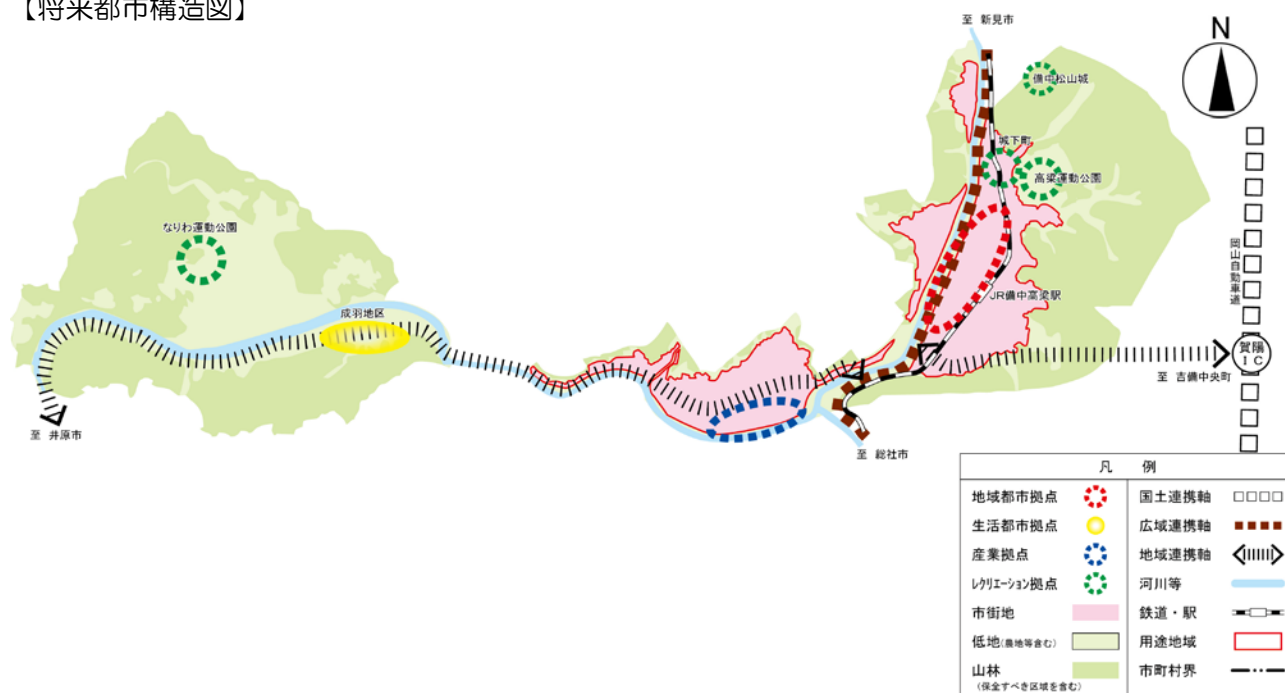 【将来都市構造図】
至 新見市
N
備中松山城
城下町
高梁運動公園
なりわ運動公園
岡山自動車道
JR備中高梁駅
成羽地区
賀陽
IC
至 吉備中央町
至 井原市
至 総社市
凡 例
地域都市拠点
国土連携軸
生活都市拠点
広域連携軸
産業拠点
地域連携軸
レクリエーション拠点
河川等
市街地
鉄道・駅
低地(農地等含む)
用途地域
山林
市町村界
(保全すべき区域を含む)